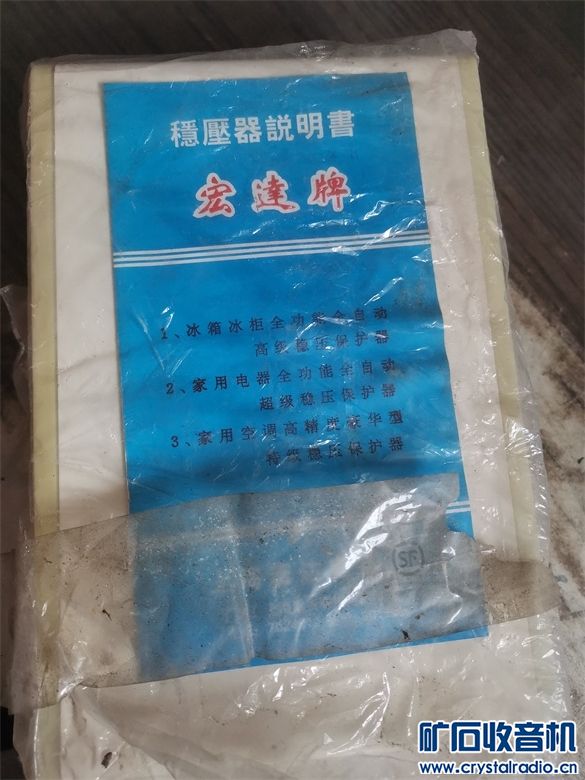 穩壓器説明書
宏達牌
1、冰箱冰柜全功能全自动
高级稳压保护器
2、家用电器全功能全自动
超级稳压保护器
3、家用空调高精度豪华型
特级稳压保护器
SF
矿石收音机
www.crystalradio.cn